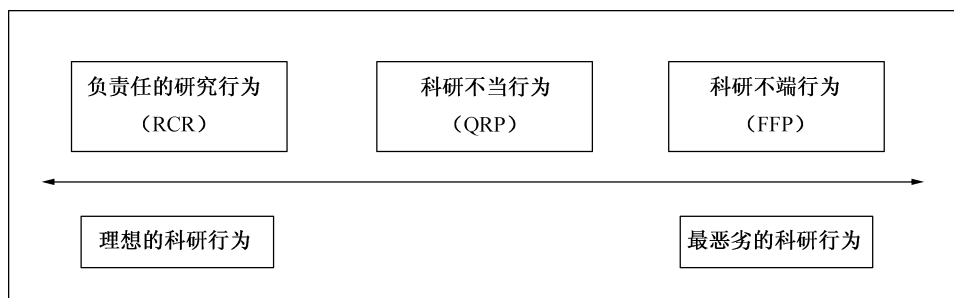 负责任的研究行为
（RCR）
科研不当行为
（QRP）
科研不端行为
（FFP）
理想的科研行为
最恶劣的科研行为